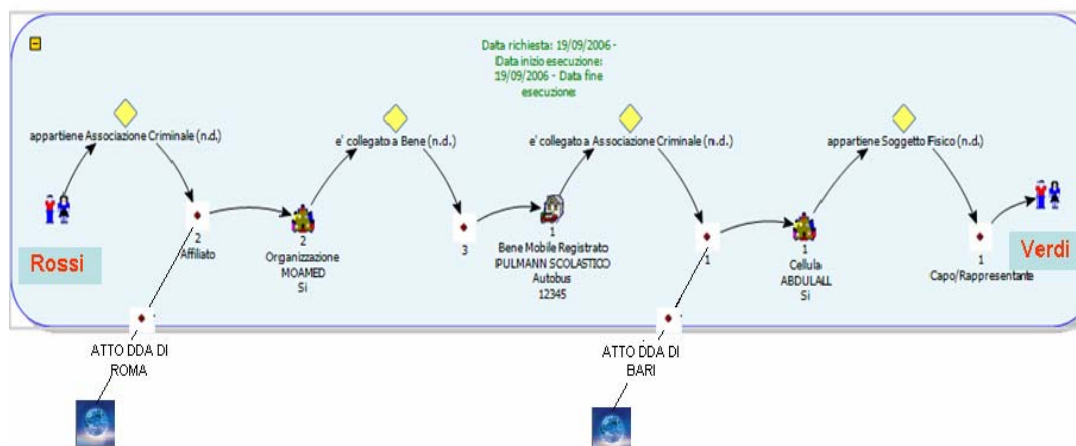 Data richiesta: 19/09/2006 -
Data inizio esecuzione:
19/09/2006 - Data fine
esecuzione:
appartiene Associazione Criminale (n.d.)
e' collegato a Bene (n.d.)
e' collegato a Associazione Criminale (n.d.)
appartiene Soggetto Fisico (n.d.)
Rossi
2
Affiliato
2
Organizzazione
MOAMED
Si
3
1
Bene Mobile Registrato
PULMANN SCOLASTICO
Autobus
12345
1
1
Cellula
ABDULALL
Si
1
Capo/Rappresentante
Verdi
ATTO DDA DI
ROMA
ATTO DDA DI
BARI